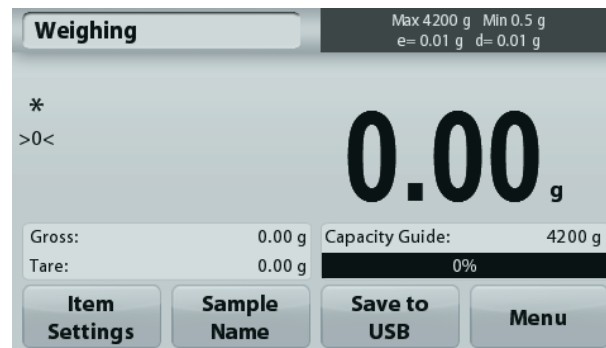 Weighing
Max 4200 g Min 0.5 g
e= 0.01 g d= 0.01 g
*
>0<
0.00 g
Gross: 0.00 g
Tare: 0.00 g
Capacity Guide: 4200 g
0%
Item Settings
Sample Name
Save to USB
Menu